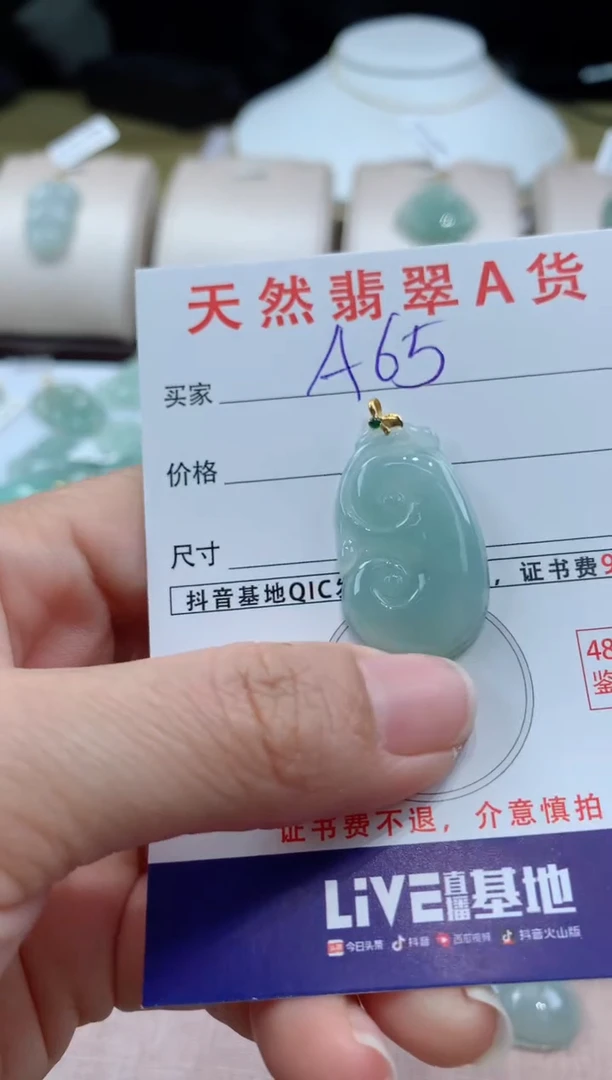 天然翡翠A货
买家 A65
价格
尺寸
抖音基地QIC
，证书费9
48
鉴
证书费不退，介意慎拍
LiVE直播基地
今日头条 抖音 西瓜视频 抖音火山版